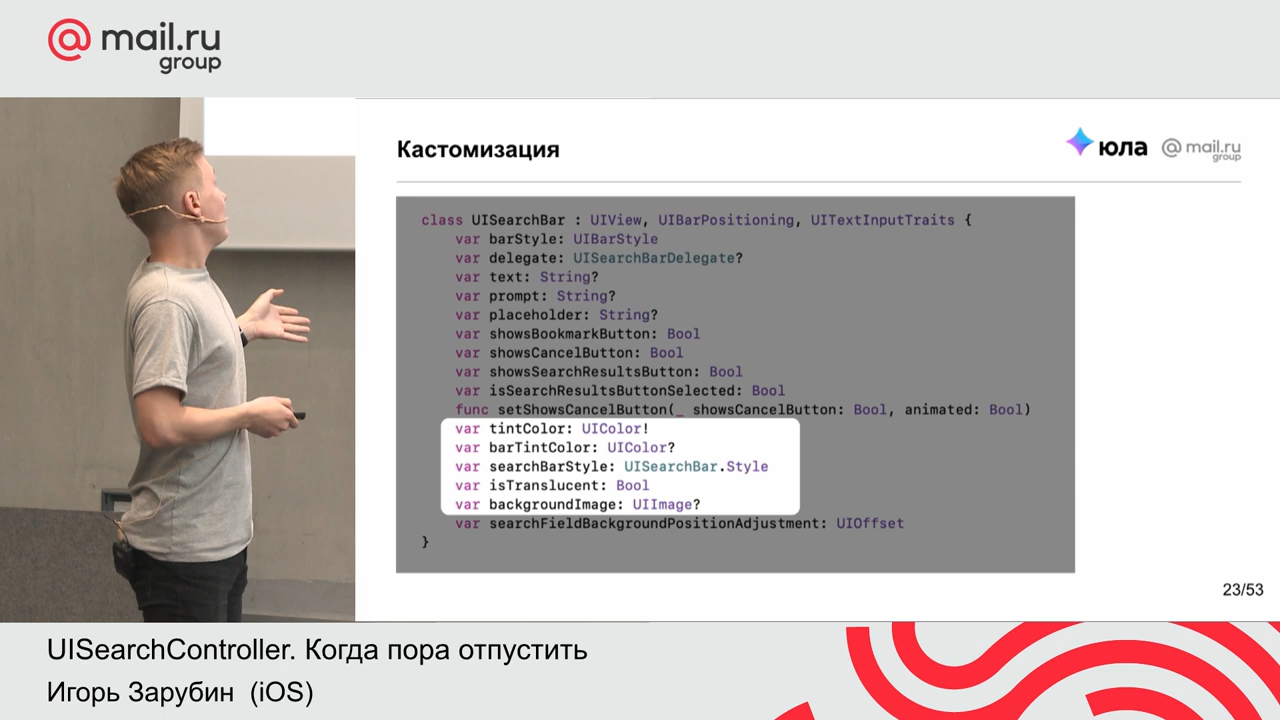 mail.ru
group
Кастомизация
юла
mail.ru
group
class UISearchBar : UIView, UIBarPositioning, UITextInputTraits {
var barStyle: UIBarStyle
var delegate: UISearchBarDelegate?
var text: String?
var prompt: String?
var placeholder: String?
var showsBookmarkButton: Bool
var showsCancelButton: Bool
var showsSearchResultsButton: Bool
var isSearchResultsButtonSelected: Bool
func setShowsCancelButton(_ showsCancelButton: Bool, animated: Bool)
var tintColor: UIColor!
var barTintColor: UIColor?
var searchBarStyle: UISearchBar.Style
var isTranslucent: Bool
var backgroundImage: UIImage?
var searchFieldBackgroundPositionAdjustment: UIOffset
}
23/53
UISearchController. Когда пора отпустить
Игорь Зарубин (iOS)